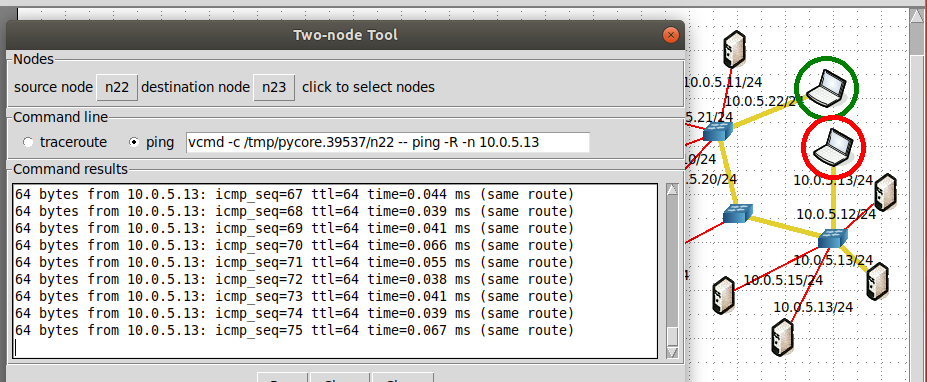 Two-node Tool
Nodes
source node n22 destination node n23 click to select nodes
Command line
traceroute ping vcmd -c /tmp/pycore.39537/n22 -- ping -R -n 10.0.5.13
Command results
64 bytes from 10.0.5.13: icmp_seq=67 ttl=64 time=0.044 ms (same route)
64 bytes from 10.0.5.13: icmp_seq=68 ttl=64 time=0.039 ms (same route)
64 bytes from 10.0.5.13: icmp_seq=69 ttl=64 time=0.041 ms (same route)
64 bytes from 10.0.5.13: icmp_seq=70 ttl=64 time=0.066 ms (same route)
64 bytes from 10.0.5.13: icmp_seq=71 ttl=64 time=0.055 ms (same route)
64 bytes from 10.0.5.13: icmp_seq=72 ttl=64 time=0.038 ms (same route)
64 bytes from 10.0.5.13: icmp_seq=73 ttl=64 time=0.041 ms (same route)
64 bytes from 10.0.5.13: icmp_seq=74 ttl=64 time=0.039 ms (same route)
64 bytes from 10.0.5.13: icmp_seq=75 ttl=64 time=0.067 ms (same route)
10.0.5.11/24
10.0.5.22/24
5.21/24
0/24
5.20/24
10.0.5.13/24
10.0.5.12/24
10.0.5.13/24
10.0.5.15/24
10.0.5.13/24